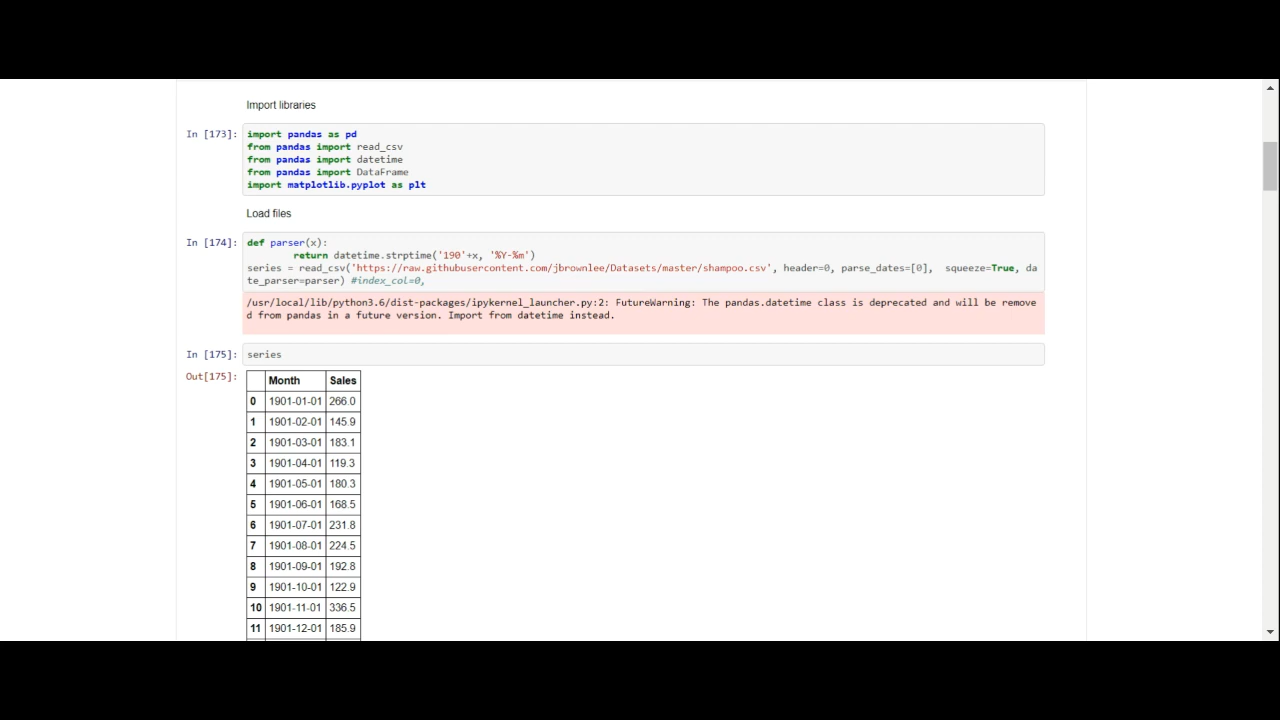 Import libraries
In [173]: import pandas as pd
from pandas import read_csv
from pandas import datetime
from pandas import DataFrame
import matplotlib.pyplot as plt
Load files
In [174]: def parser(x):
return datetime.strptime('190'+x, '%Y-%m')
series = read_csv('https://raw.githubusercontent.com/jbrownlee/Datasets/master/shampoo.csv', header=0, parse_dates=[0], squeeze=True, da
te_parser=parser) #index_col=0,
/usr/local/lib/python3.6/dist-packages/ipykernel_launcher.py:2: FutureWarning: The pandas.datetime class is deprecated and will be remove
d from pandas in a future version. Import from datetime instead.
In [175]: series
Out[175]:
Month Sales
0 1901-01-01 266.0
1 1901-02-01 145.9
2 1901-03-01 183.1
3 1901-04-01 119.3
4 1901-05-01 180.3
5 1901-06-01 168.5
6 1901-07-01 231.8
7 1901-08-01 224.5
8 1901-09-01 192.8
9 1901-10-01 122.9
10 1901-11-01 336.5
11 1901-12-01 185.9